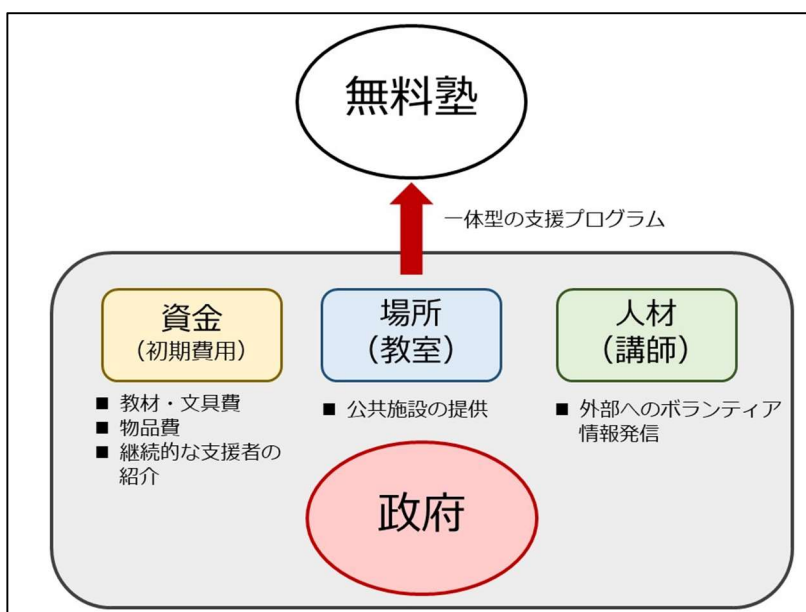 無料塾
一体型の支援プログラム
資金
（初期費用）
■ 教材・文具費
■ 物品費
■ 継続的な支援者の
紹介
場所
（教室）
■ 公共施設の提供
人材
（講師）
■ 外部へのボランティア
情報発信
政府